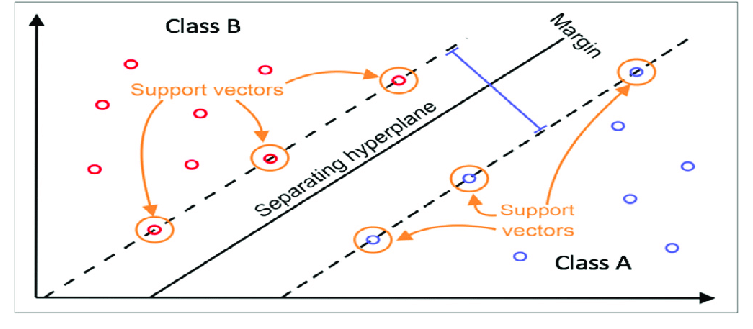 Class B
Margin
Support vectors
Separating hyperplane
Support
vectors
Class A